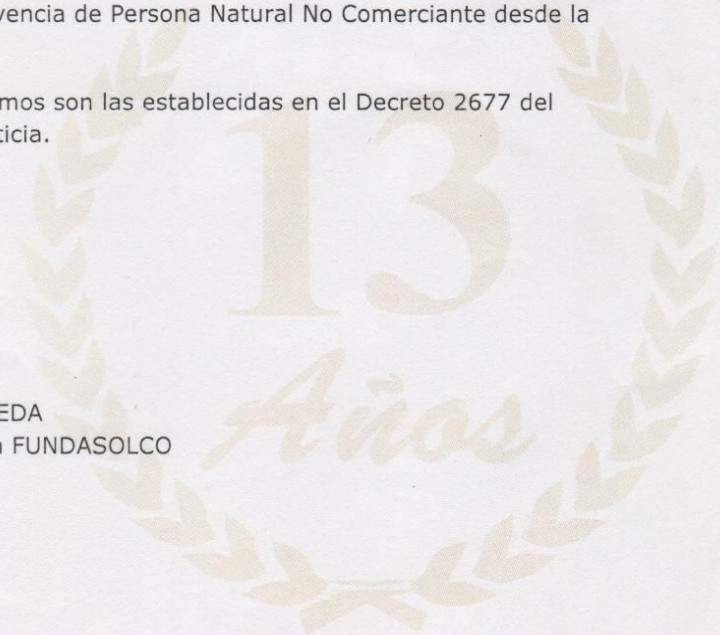 vencia de Persona Natural No Comerciante desde la
mos son las establecidas en el Decreto 2677 del
ticia.
13
Años
EDA
FUNDASOLCO